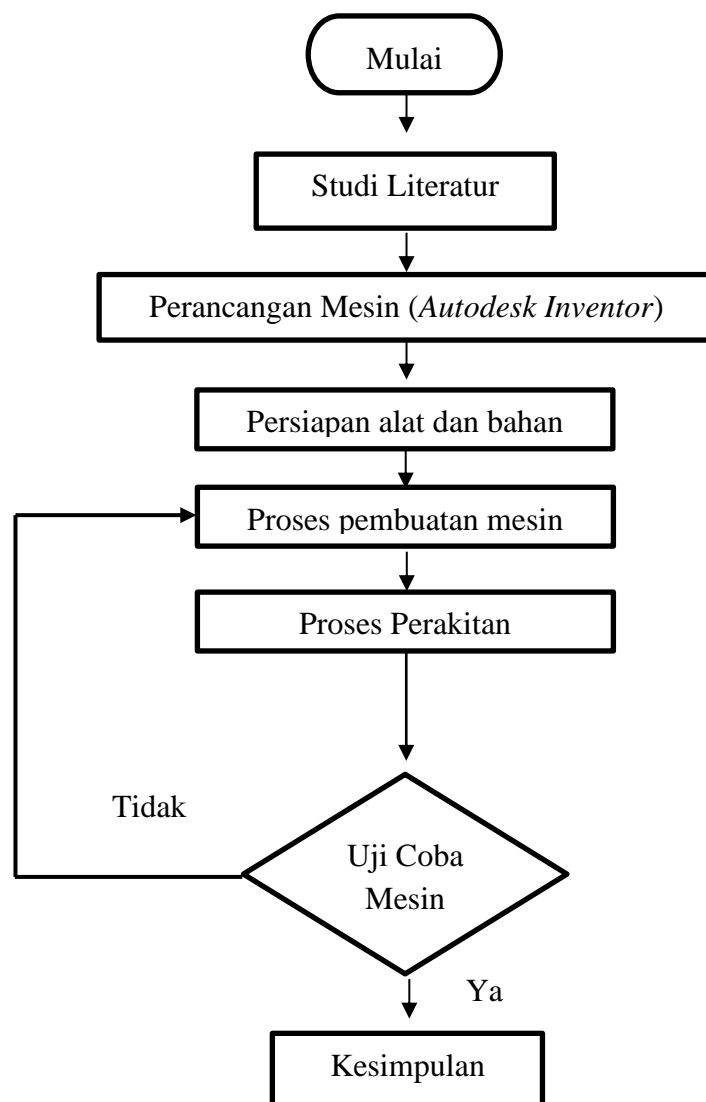 Mulai
Studi Literatur
Perancangan Mesin (Autodesk Inventor)
Persiapan alat dan bahan
Proses pembuatan mesin
Proses Perakitan
Tidak
Uji Coba
Mesin
Ya
Kesimpulan